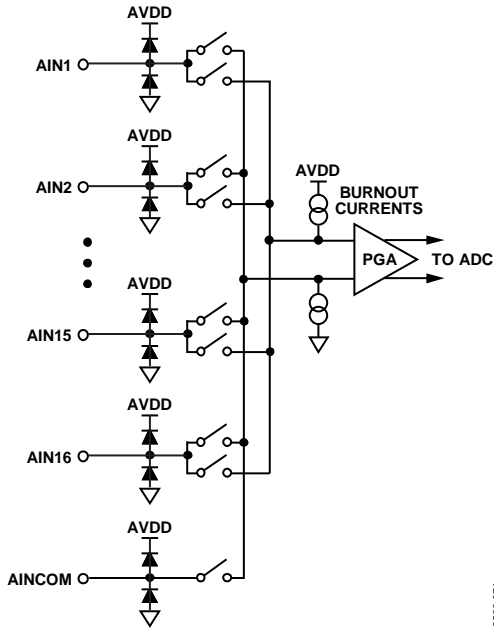 AVDD
AIN1
AVDD
AIN2
AVDD
BURNOUT
CURRENTS
PGA
TO ADC
AVDD
AIN15
AVDD
AIN16
AVDD
AINCOM